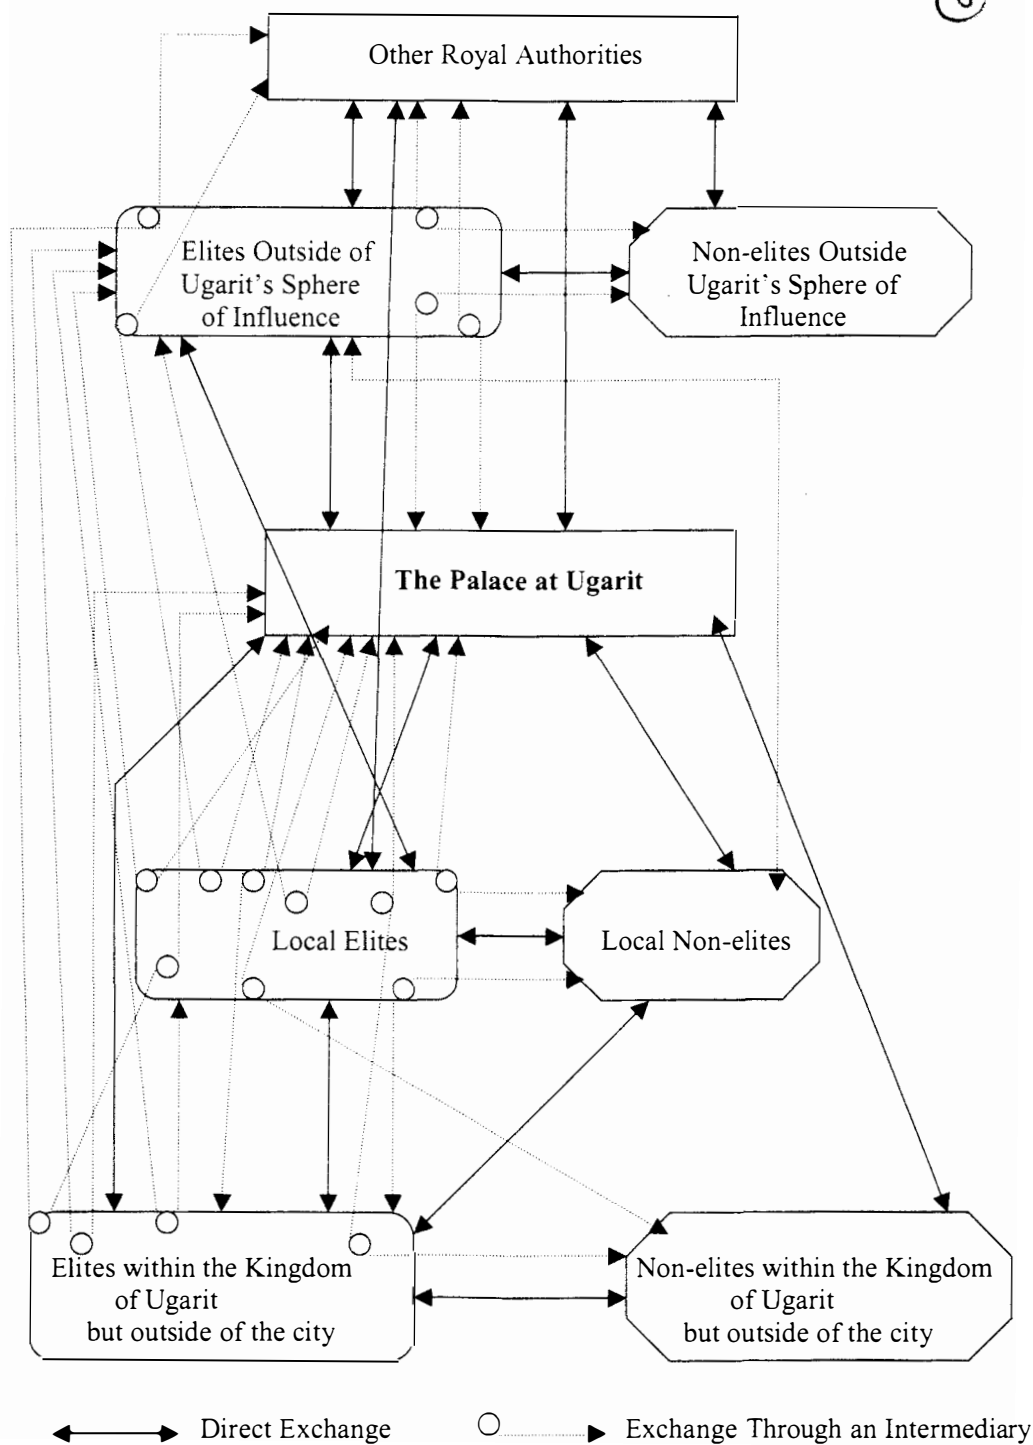 Other Royal Authorities
Elites Outside of
Ugarit's Sphere
of Influence
Non-elites Outside
Ugarit's Sphere of
Influence
The Palace at Ugarit
Local Elites
Local Non-elites
Elites within the Kingdom
of Ugarit
but outside of the city
Non-elites within the Kingdom
of Ugarit
but outside of the city
Direct Exchange
Exchange Through an Intermediary